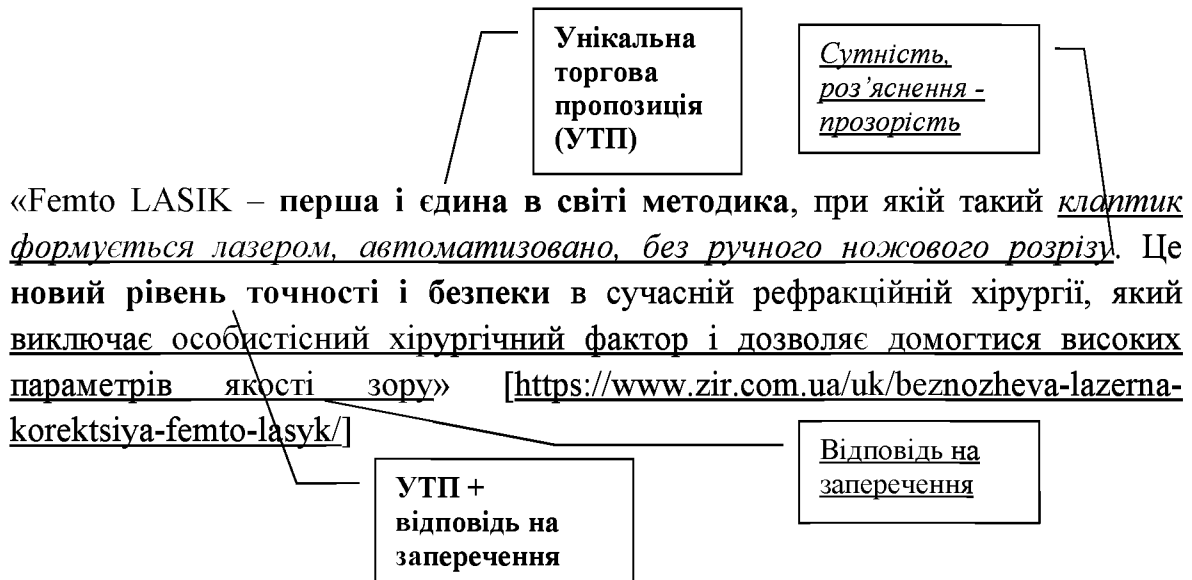 Унікальна
торгова
пропозиція
(УТП)
Сутність,
роз’яснення -
прозорість
«Femto LASIK – перша і єдина в світі методика, при якій такий клаптик
формується лазером, автоматизовано, без ручного ножового розрізу. Це
новий рівень точності і безпеки в сучасній рефракційній хірургії, який
виключає особистісний хірургічний фактор і дозволяє домогтися високих
параметрів якості зору» [https://www.zir.com.ua/uk/beznozheva-lazerna-
korektsiya-femto-lasyk/]
Відповідь на
заперечення
УТП +
відповідь на
заперечення